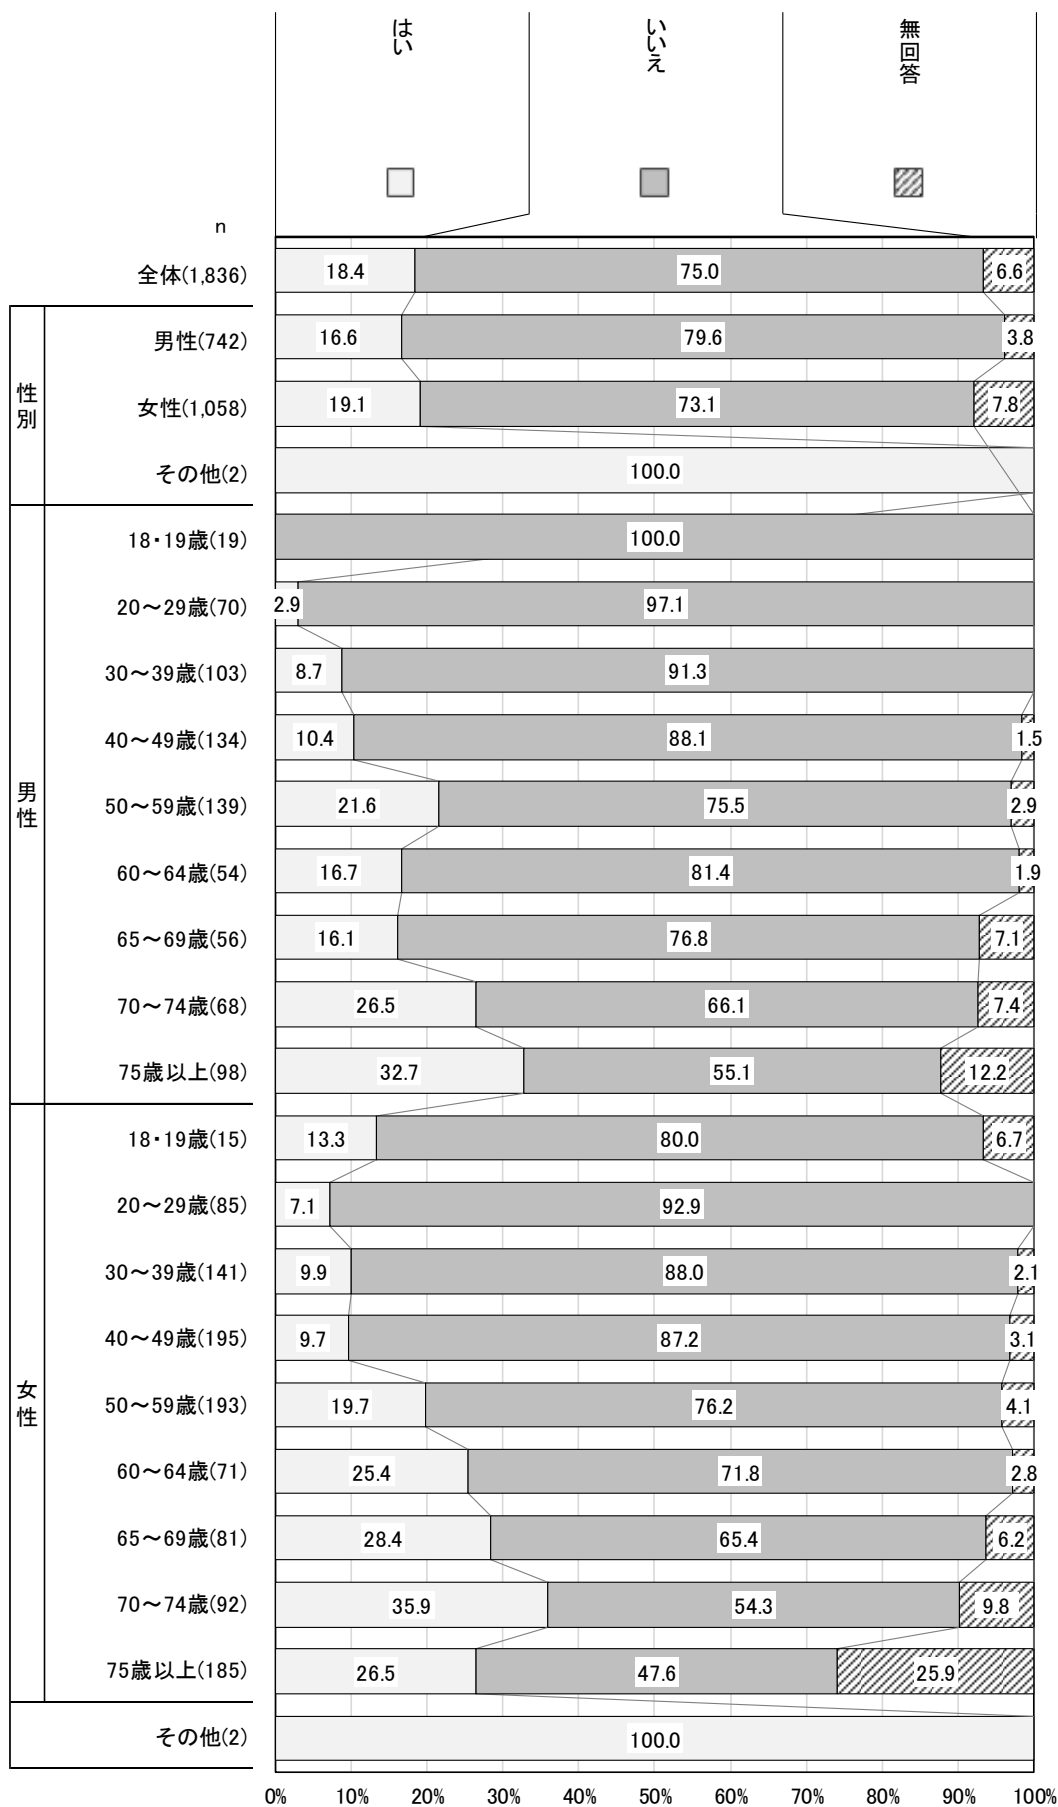 はい
いいえ
無回答
n
全体(1,836) 18.4 75.0 6.6
性別
男性(742) 16.6 79.6 3.8
女性(1,058) 19.1 73.1 7.8
その他(2) 100.0
男性
18・19歳(19) 100.0
20～29歳(70) 2.9 97.1
30～39歳(103) 8.7 91.3
40～49歳(134) 10.4 88.1 1.5
50～59歳(139) 21.6 75.5 2.9
60～64歳(54) 16.7 81.4 1.9
65～69歳(56) 16.1 76.8 7.1
70～74歳(68) 26.5 66.1 7.4
75歳以上(98) 32.7 55.1 12.2
女性
18・19歳(15) 13.3 80.0 6.7
20～29歳(85) 7.1 92.9
30～39歳(141) 9.9 88.0 2.1
40～49歳(195) 9.7 87.2 3.1
50～59歳(193) 19.7 76.2 4.1
60～64歳(71) 25.4 71.8 2.8
65～69歳(81) 28.4 65.4 6.2
70～74歳(92) 35.9 54.3 9.8
75歳以上(185) 26.5 47.6 25.9
その他(2) 100.0
0% 10% 20% 30% 40% 50% 60% 70% 80% 90% 100%